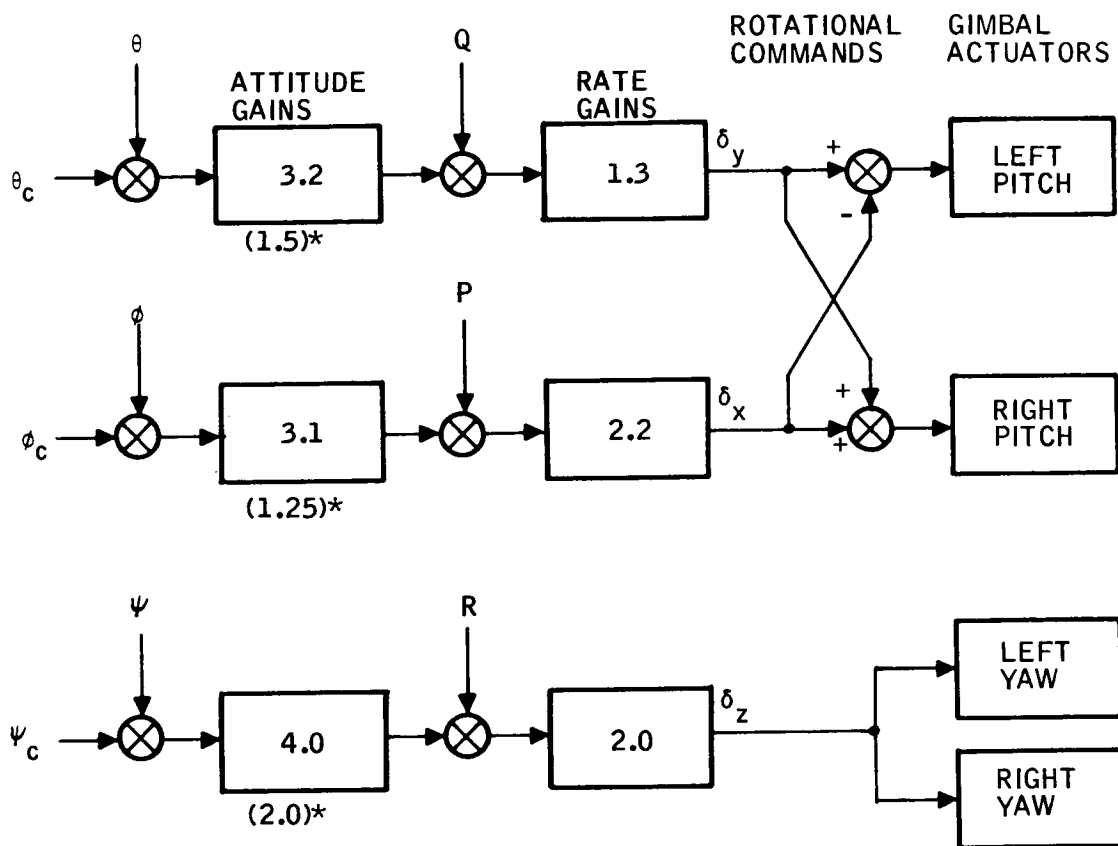 θ
Q
ROTATIONAL COMMANDS
GIMBAL ACTUATORS
ATTITUDE GAINS
RATE GAINS
θc
3.2
(1.5)*
1.3
δy
+
-
LEFT PITCH
φ
P
φc
3.1
(1.25)*
2.2
δx
+
+
RIGHT PITCH
ψ
R
ψc
4.0
(2.0)*
2.0
δz
LEFT YAW
RIGHT YAW